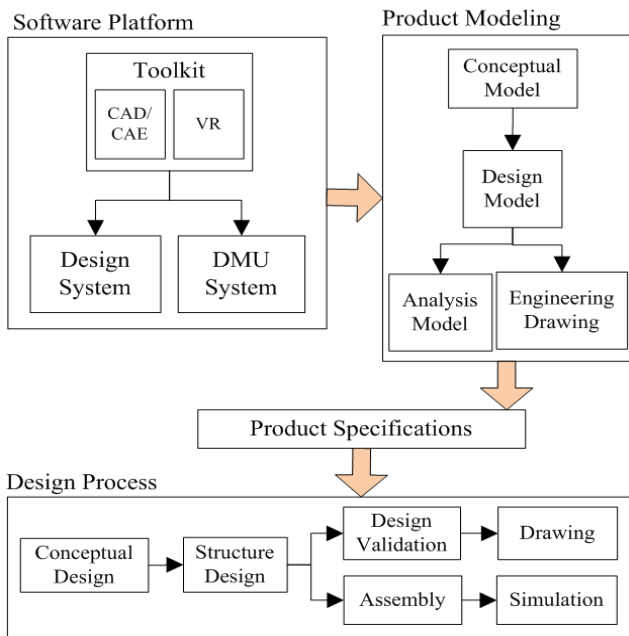 Software Platform
Toolkit
CAD/
CAE
VR
Design
System
DMU
System
Product Modeling
Conceptual
Model
Design
Model
Analysis
Model
Engineering
Drawing
Product Specifications
Design Process
Conceptual
Design
Structure
Design
Design
Validation
Drawing
Assembly
Simulation